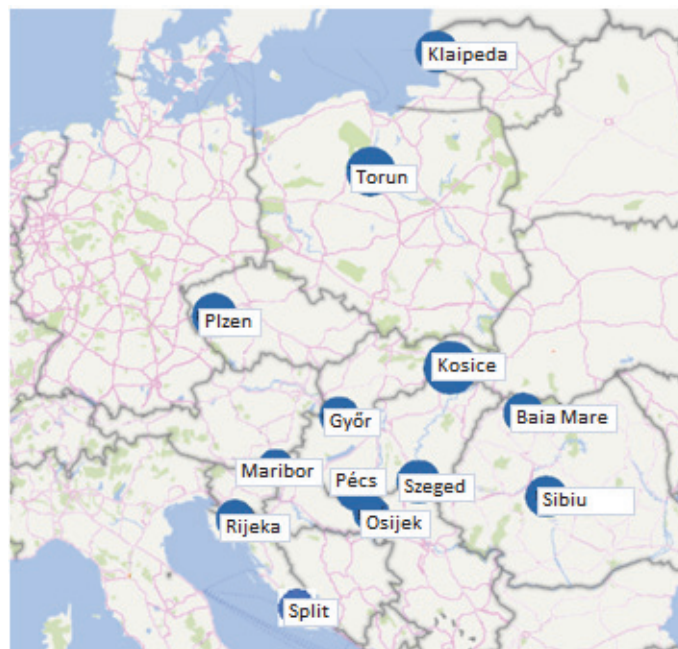 Klaipeda
Torun
Plzen
Kosice
Győr
Baia Mare
Maribor
Pécs
Szeged
Sibiu
Rijeka
Osijek
Split